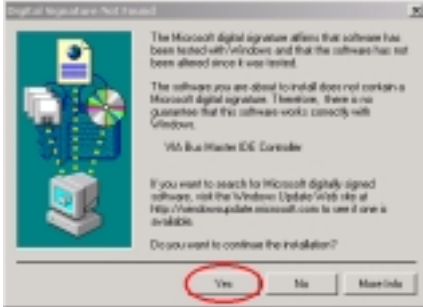 Digital Signature Not Found
The Microsoft digital signature affirms that software has
been tested with Windows and that the software has not
been altered since it was tested.
The software you are about to install does not contain a
Microsoft digital signature. Therefore, there is no
guarantee that this software works correctly with
Windows.
VIA Bus Master IDE Controller
If you want to search for Microsoft digitally signed
software, visit the Windows Update Web site at
http://windowsupdate.microsoft.com to see if one is
available.
Do you want to continue the installation?
Yes
No
More Info